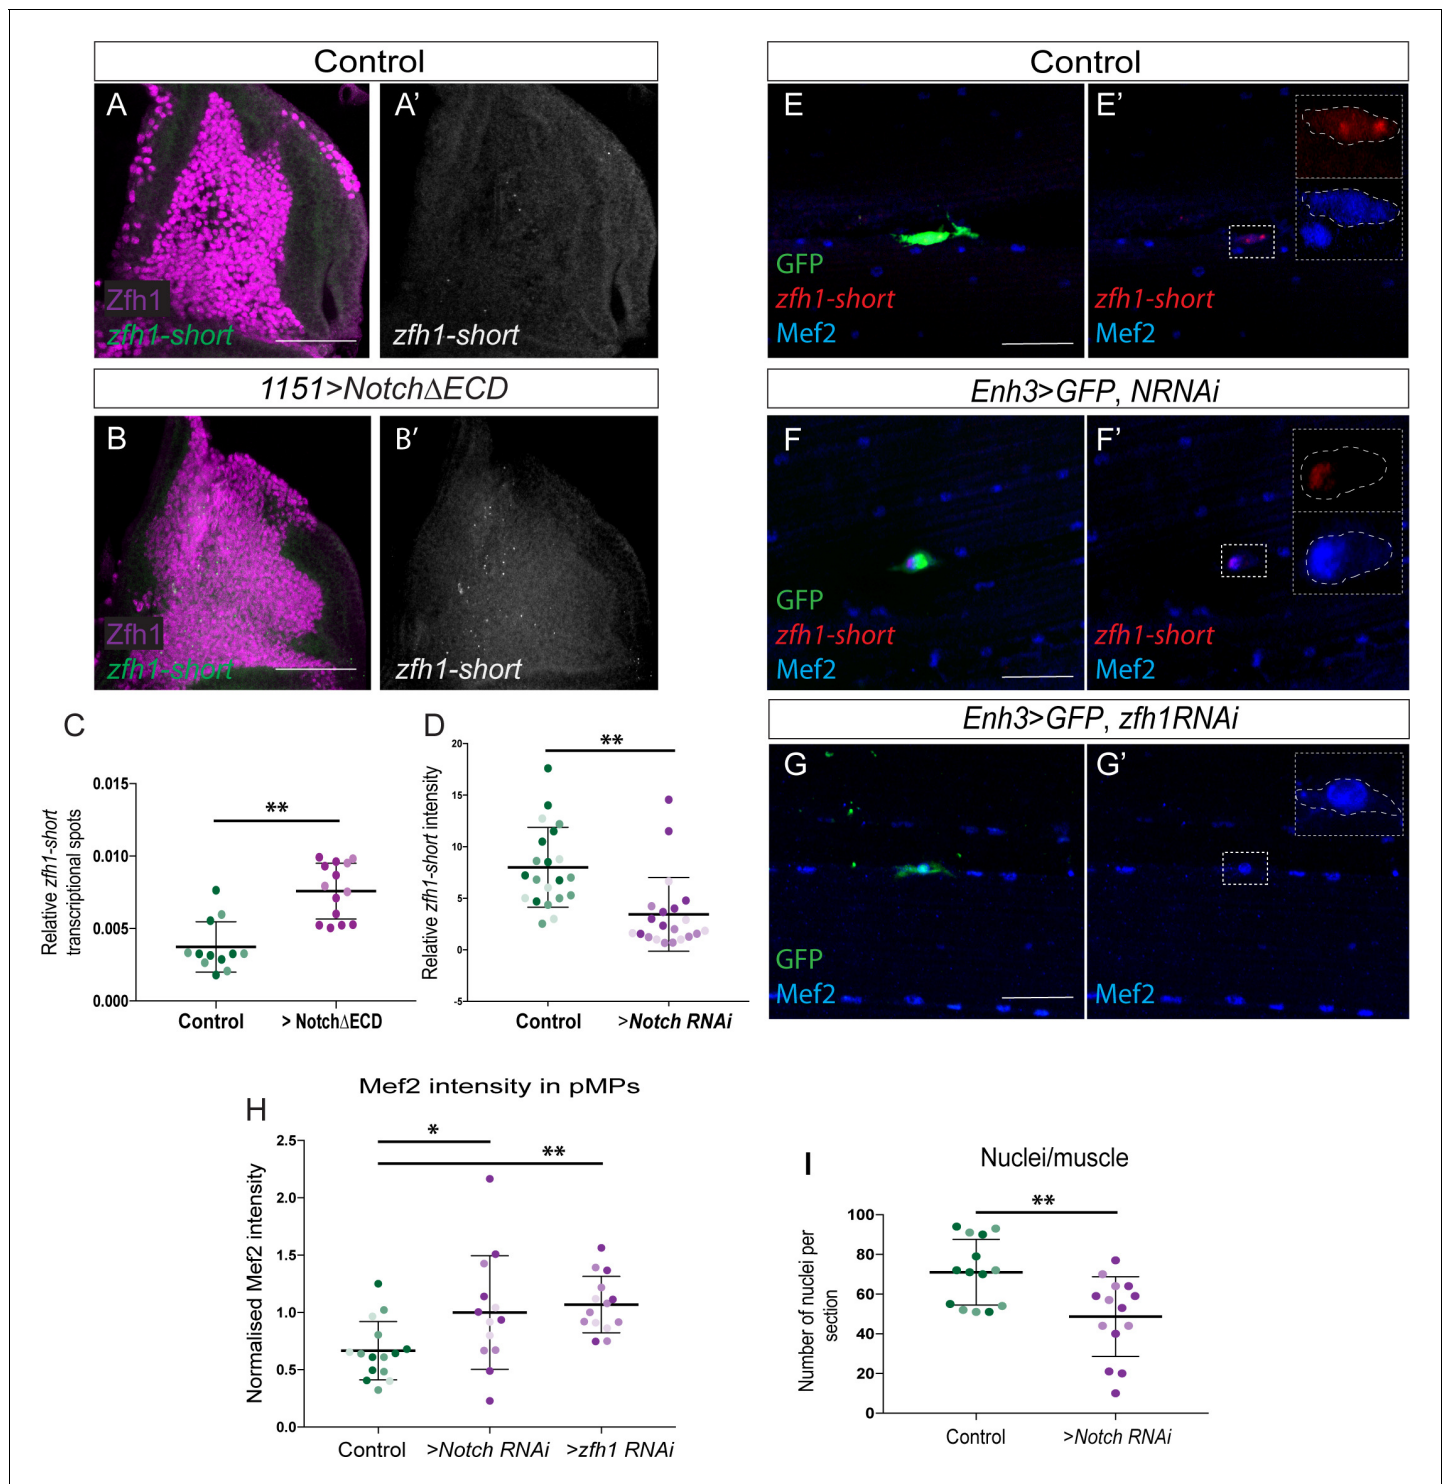 Control
A
A'
Zfh1
zfh1-short
zfh1-short
1151>Notch∆ECD
B
B'
Zfh1
zfh1-short
zfh1-short
C
0.015
0.010
0.005
0.000
Relative zfh1-short
transcriptional spots
**
Control
> Notch∆ECD
D
20
15
10
5
0
-5
Relative zfh1-short intensity
**
Control
>Notch RNAi
Control
E
E'
GFP
zfh1-short
Mef2
zfh1-short
Mef2
Enh3>GFP, NRNAi
F
F'
GFP
zfh1-short
Mef2
zfh1-short
Mef2
Enh3>GFP, zfh1RNAi
G
G'
GFP
Mef2
Mef2
H
Mef2 intensity in pMPs
2.5
2.0
1.5
1.0
0.5
0.0
Normalised Mef2 intensity
*
**
Control
>Notch RNAi
>zfh1 RNAi
I
Nuclei/muscle
100
80
60
40
20
0
Number of nuclei per
section
**
Control
>Notch RNAi